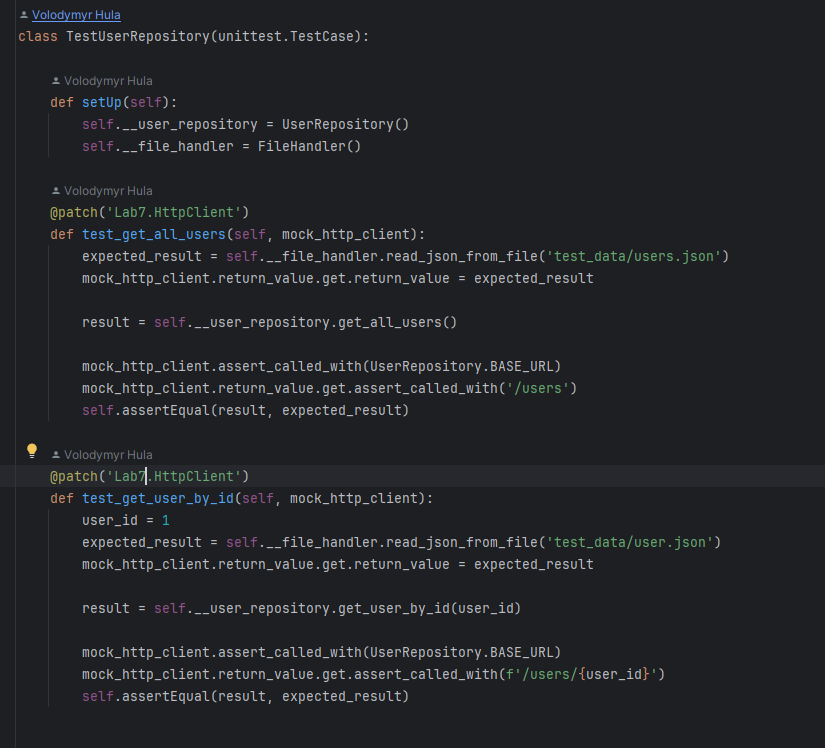 Volodymyr Hula
class TestUserRepository(unittest.TestCase):
Volodymyr Hula
def setUp(self):
self.__user_repository = UserRepository()
self.__file_handler = FileHandler()
Volodymyr Hula
@patch('Lab7.HttpClient')
def test_get_all_users(self, mock_http_client):
expected_result = self.__file_handler.read_json_from_file('test_data/users.json')
mock_http_client.return_value.get.return_value = expected_result
result = self.__user_repository.get_all_users()
mock_http_client.assert_called_with(UserRepository.BASE_URL)
mock_http_client.return_value.get.assert_called_with('/users')
self.assertEqual(result, expected_result)
Volodymyr Hula
@patch('Lab7.HttpClient')
def test_get_user_by_id(self, mock_http_client):
user_id = 1
expected_result = self.__file_handler.read_json_from_file('test_data/user.json')
mock_http_client.return_value.get.return_value = expected_result
result = self.__user_repository.get_user_by_id(user_id)
mock_http_client.assert_called_with(UserRepository.BASE_URL)
mock_http_client.return_value.get.assert_called_with(f'/users/{user_id}')
self.assertEqual(result, expected_result)